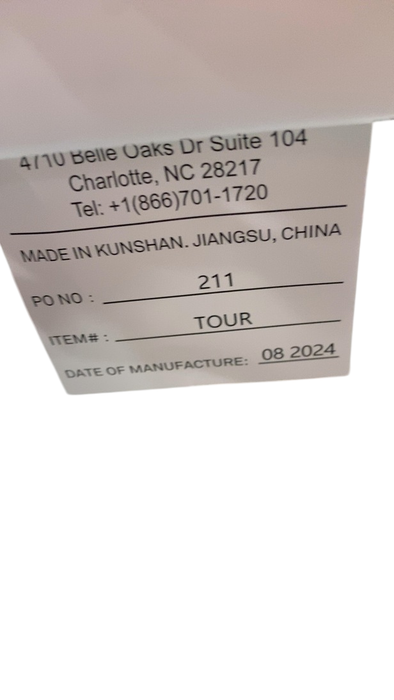 4710 Belle Oaks Dr Suite 104
Charlotte, NC 28217
Tel: +1(866)701-1720
MADE IN KUNSHAN. JIANGSU, CHINA
PO NO : 211
ITEM# : TOUR
DATE OF MANUFACTURE: 08 2024